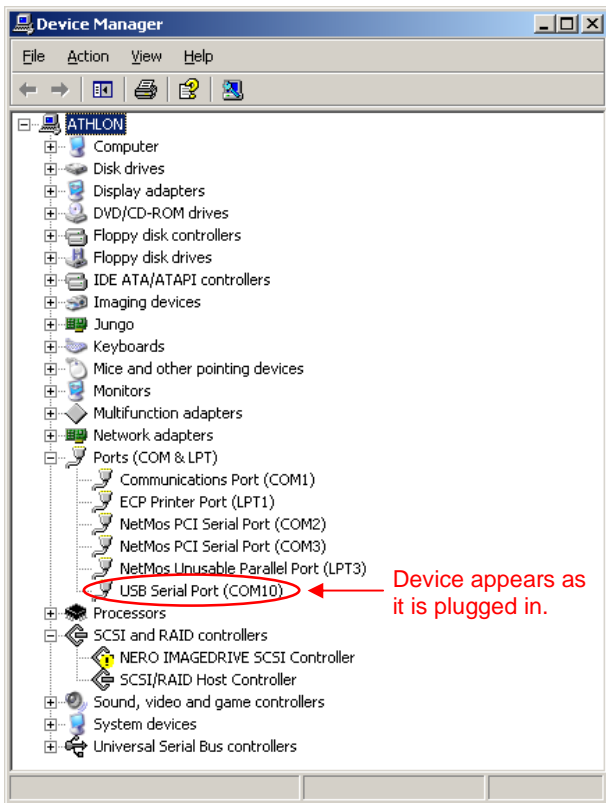 Device Manager
File Action View Help
ATHLON
Computer
Disk drives
Display adapters
DVD/CD-ROM drives
Floppy disk controllers
Floppy disk drives
IDE ATA/ATAPI controllers
Imaging devices
Jungo
Keyboards
Mice and other pointing devices
Monitors
Multifunction adapters
Network adapters
Ports (COM & LPT)
Communications Port (COM1)
ECP Printer Port (LPT1)
NetMos PCI Serial Port (COM2)
NetMos PCI Serial Port (COM3)
NetMos Unusable Parallel Port (LPT3)
USB Serial Port (COM10)
Device appears as
it is plugged in.
Processors
SCSI and RAID controllers
NERO IMAGEDRIVE SCSI Controller
SCSI/RAID Host Controller
Sound, video and game controllers
System devices
Universal Serial Bus controllers